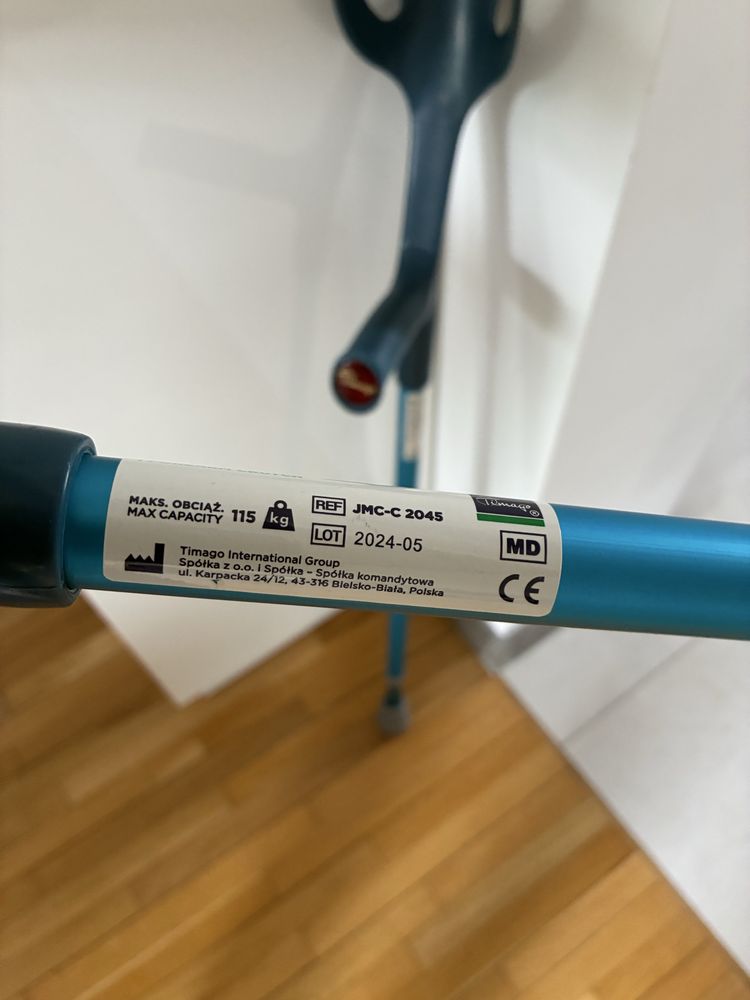 MAKS. OBCIĄŻ.
MAX CAPACITY 115 kg
REF JMC-C 2045
LOT 2024-05
Timago ®
MD
Timago International Group
Spółka z o.o. i Spółka – Spółka komandytowa
ul. Karpacka 24/12, 43-316 Bielsko-Biała, Polska
CE